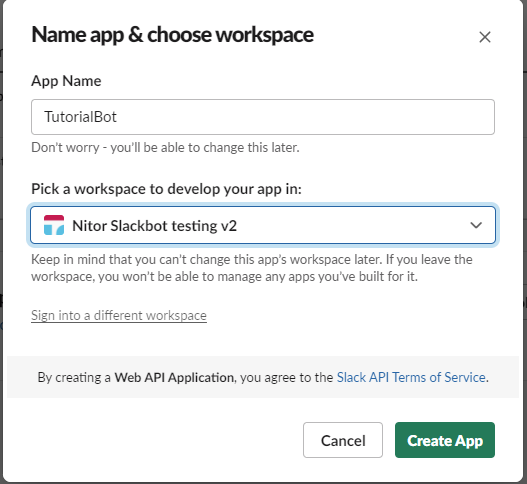 Name app & choose workspace
App Name
TutorialBot
Don't worry - you'll be able to change this later.
Pick a workspace to develop your app in:
Nitor Slackbot testing v2
Keep in mind that you can't change this app's workspace later. If you leave the
workspace, you won't be able to manage any apps you've built for it.
Sign into a different workspace
By creating a Web API Application, you agree to the Slack API Terms of Service.
Cancel
Create App